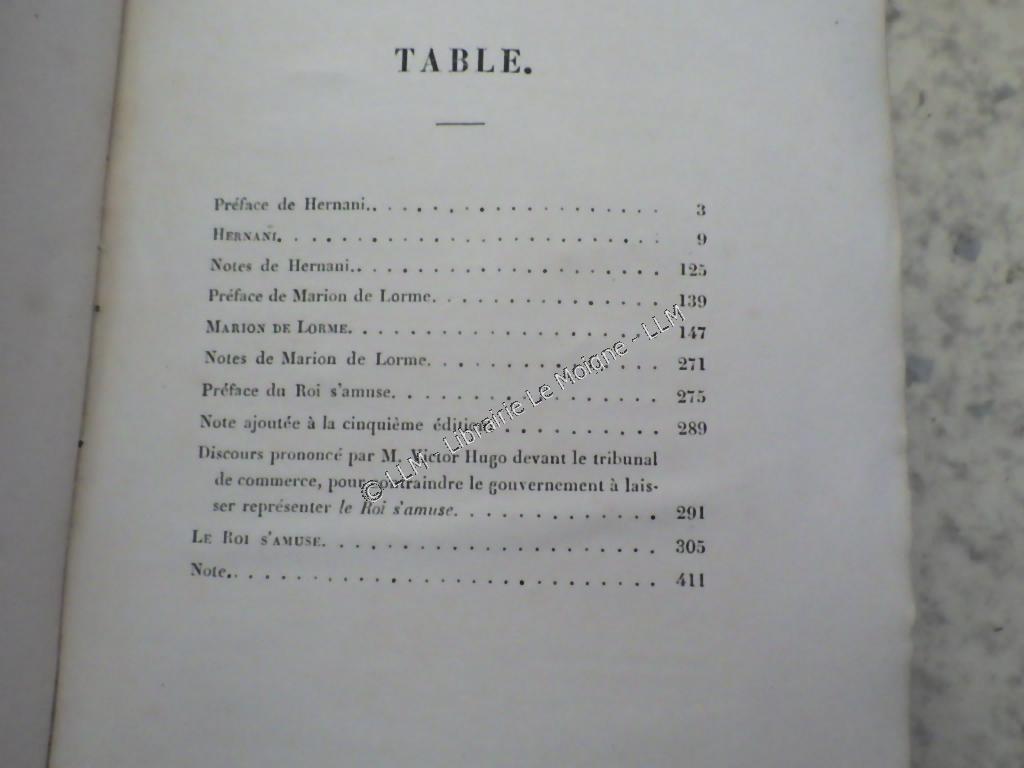 TABLE.
Préface de Hernani. . . . . . . . . . . . . . . . . . . 3
HERNANI. . . . . . . . . . . . . . . . . . . . . . . . 9
Notes de Hernani. . . . . . . . . . . . . . . . . . . . 125
Préface de Marion de Lorme. . . . . . . . . . . . . . . 139
MARION DE LORME. . . . . . . . . . . . . . . . . . . . 147
Notes de Marion de Lorme. . . . . . . . . . . . . . . . 271
Préface du Roi s'amuse. . . . . . . . . . . . . . . . . 275
Note ajoutée à la cinquième édition. . . . . . . . . . . 289
Discours prononcé par M. Victor Hugo devant le tribunal
de commerce, pour contraindre le gouvernement à lais-
ser représenter le Roi s'amuse. . . . . . . . . . . . . 291
LE ROI S'AMUSE. . . . . . . . . . . . . . . . . . . . . 305
Note. . . . . . . . . . . . . . . . . . . . . . . . . . 411
© LLM - Librairie Le Moigne - LLM